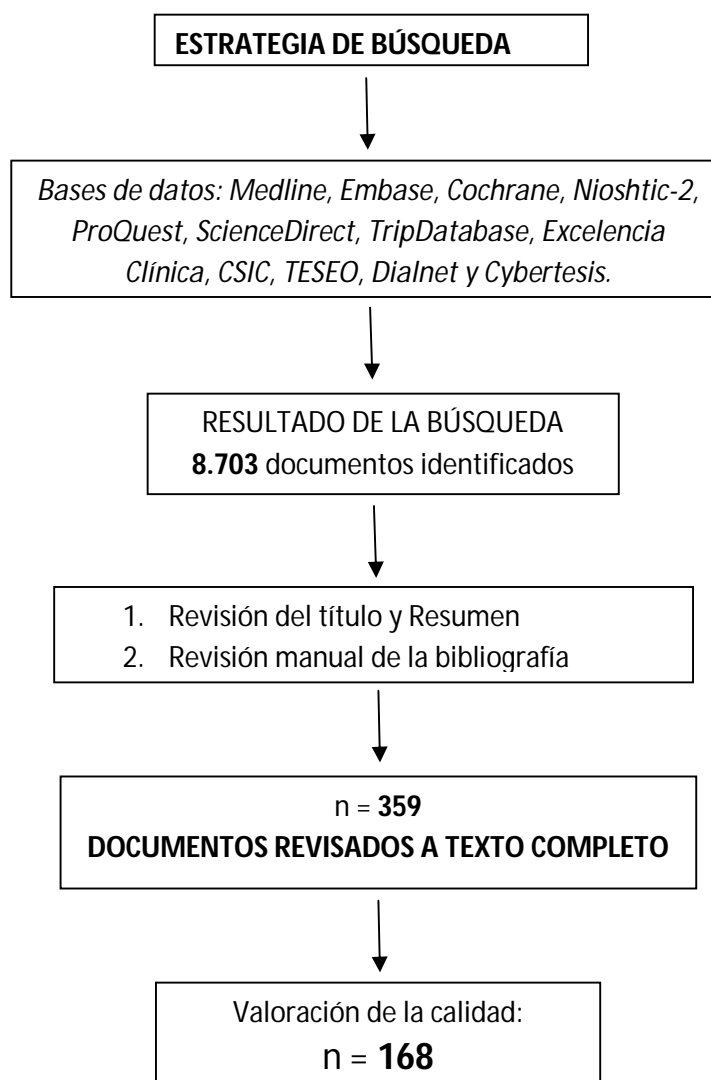 ESTRATEGIA DE BÚSQUEDA
Bases de datos: Medline, Embase, Cochrane, Nioshtic-2,
ProQuest, ScienceDirect, TripDatabase, Excelencia
Clínica, CSIC, TESEO, Dialnet y Cybertesis.
RESULTADO DE LA BÚSQUEDA
8.703 documentos identificados
1. Revisión del título y Resumen
2. Revisión manual de la bibliografía
n = 359
DOCUMENTOS REVISADOS A TEXTO COMPLETO
Valoración de la calidad:
n = 168